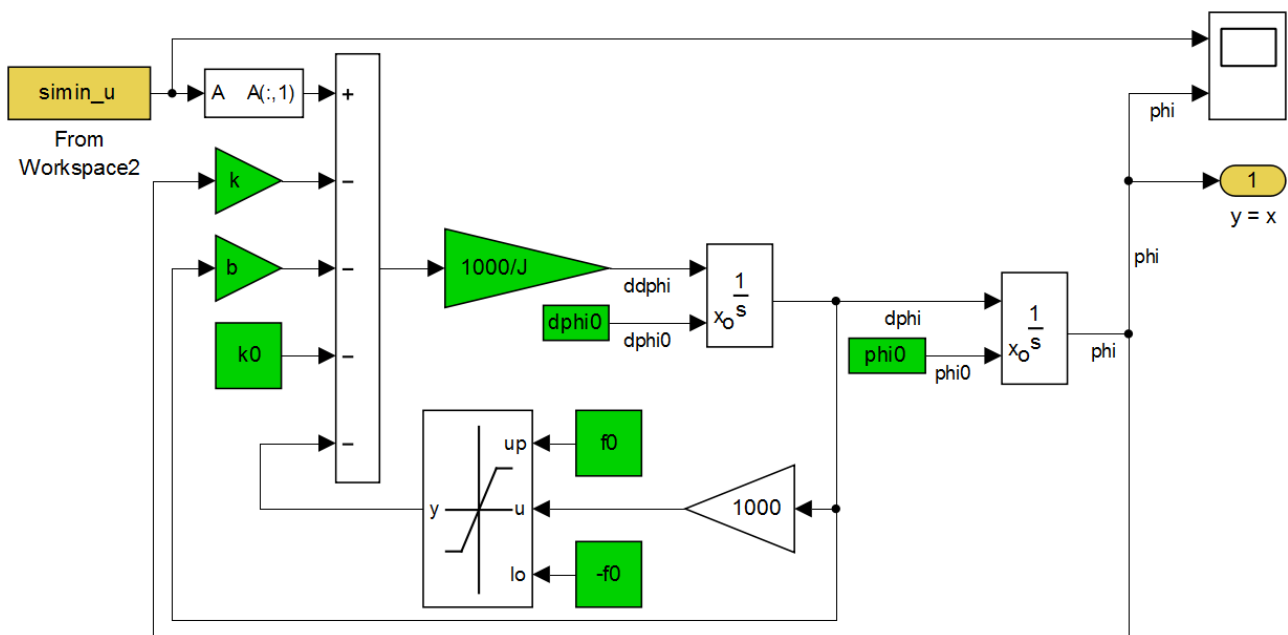 simin_u
From
Workspace2
A A(:,1)
+
phi
k
−
1
y = x
b
−
1000/J
ddphi
1
s
xo
dphi0
dphi0
dphi
phi
1
s
xo
phi0
phi0
phi
k0
−
−
up
f0
y
u
1000
lo
-f0